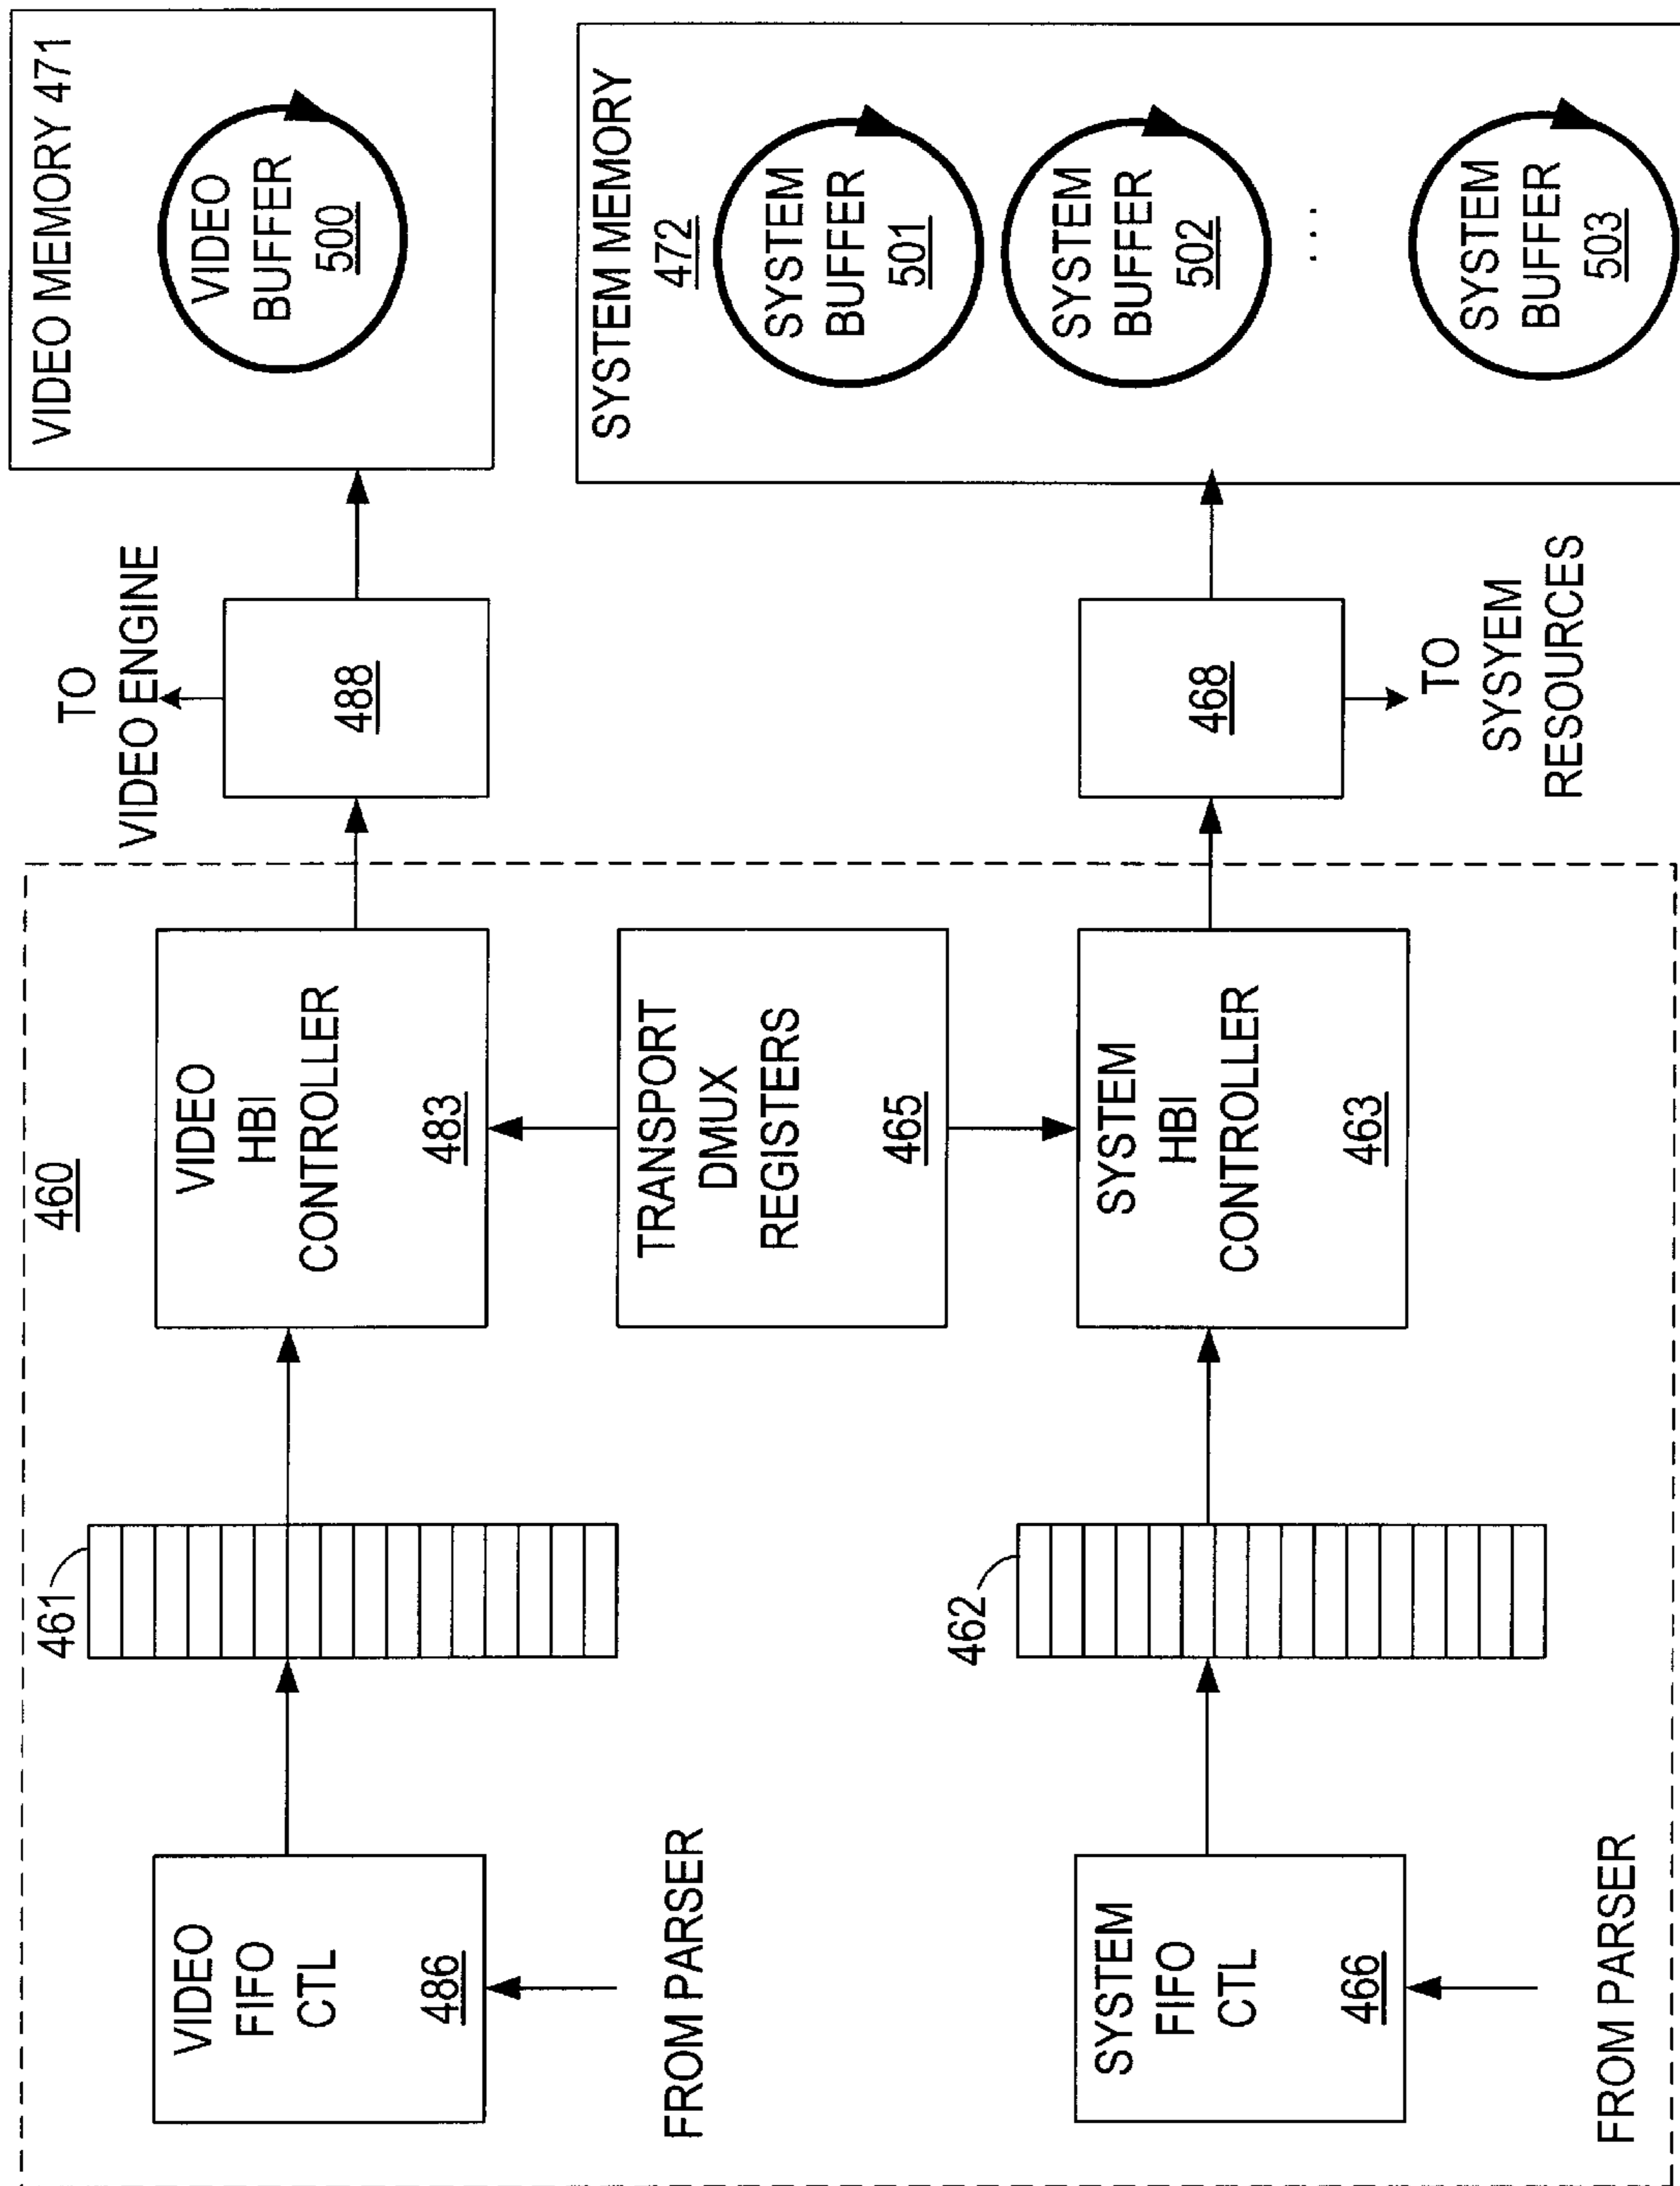 460
VIDEO
FIFO
CTL
486
FROM PARSER
461
VIDEO
HBI
CONTROLLER
483
TO
VIDEO ENGINE
488
VIDEO MEMORY 471
VIDEO
BUFFER
500
TRANSPORT
DMUX
REGISTERS
465
SYSTEM
FIFO
CTL
466
FROM PARSER
462
SYSTEM
HBI
CONTROLLER
463
468
TO
SYSYEM
RESOURCES
SYSTEM MEMORY
472
SYSTEM
BUFFER
501
SYSTEM
BUFFER
502
...
SYSTEM
BUFFER
503